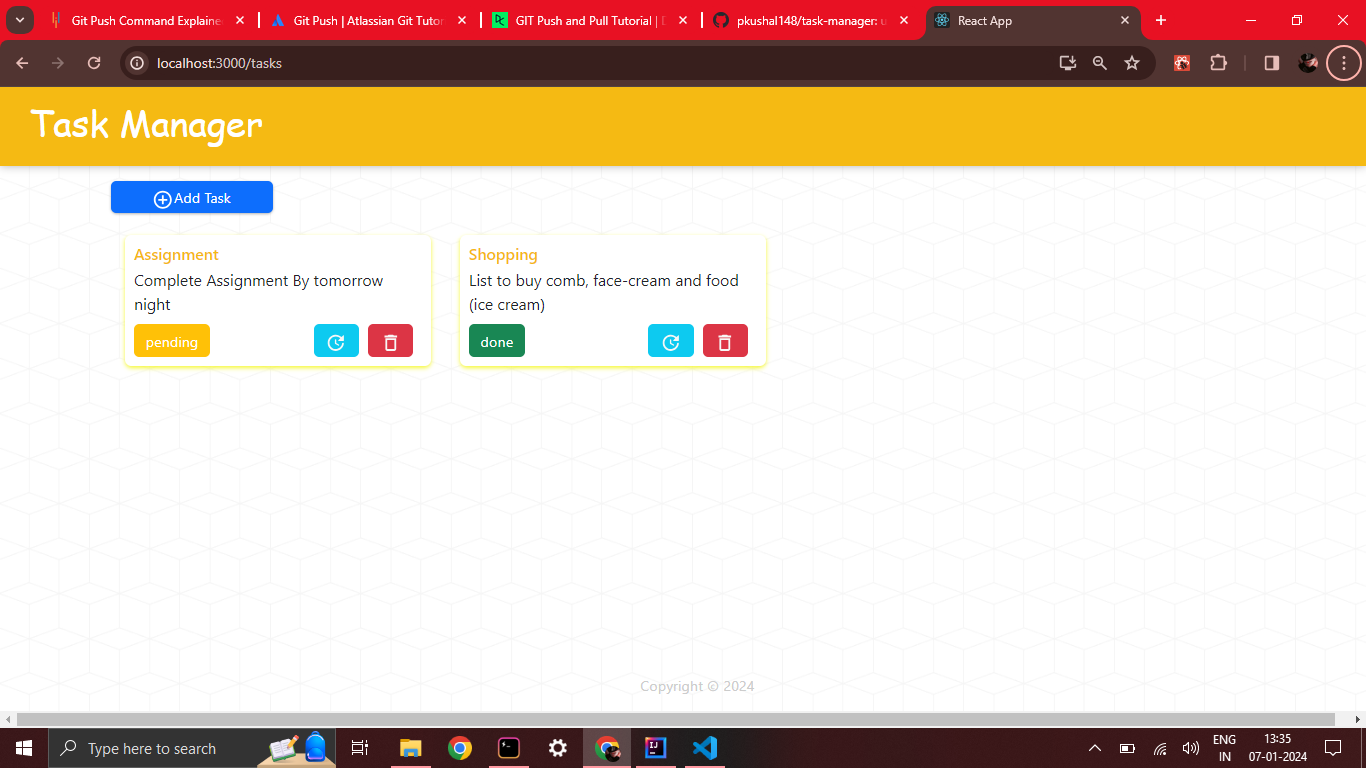 Git Push Command Explaine
Git Push | Atlassian Git Tutor
GIT Push and Pull Tutorial | D
pkushal148/task-manager: u
React App
localhost:3000/tasks
Task Manager
Add Task
Assignment
Complete Assignment By tomorrow
night
pending
Shopping
List to buy comb, face-cream and food
(ice cream)
done
Copyright © 2024
Type here to search
ENG
IN
13:35
07-01-2024